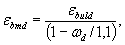 ε_bmd = ε_buld / (1 − ω_d / 1,1),